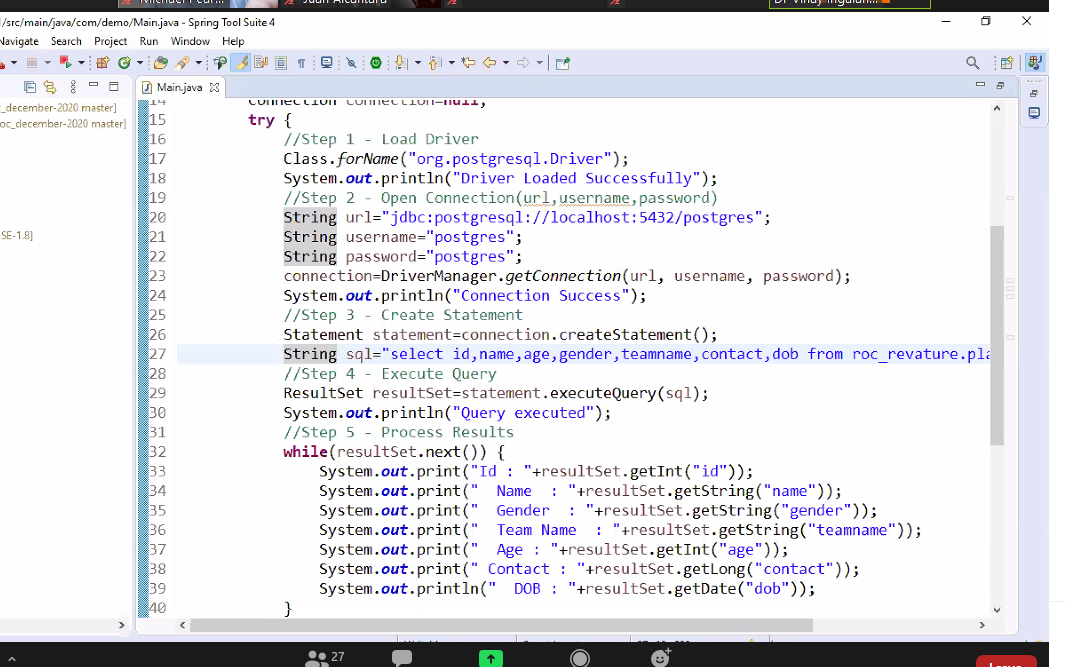 /src/main/java/com/demo/Main.java - Spring Tool Suite 4
Navigate Search Project Run Window Help
Main.java
c_december-2020 master]
oc_december-2020 master]
SE-1.8]
14 Connection connection=null;
15 try {
16 //Step 1 - Load Driver
17 Class.forName("org.postgresql.Driver");
18 System.out.println("Driver Loaded Successfully");
19 //Step 2 - Open Connection(url,username,password)
20 String url="jdbc:postgresql://localhost:5432/postgres";
21 String username="postgres";
22 String password="postgres";
23 connection=DriverManager.getConnection(url, username, password);
24 System.out.println("Connection Success");
25 //Step 3 - Create Statement
26 Statement statement=connection.createStatement();
27 String sql="select id,name,age,gender,teamname,contact,dob from roc_revature.pla
28 //Step 4 - Execute Query
29 ResultSet resultSet=statement.executeQuery(sql);
30 System.out.println("Query executed");
31 //Step 5 - Process Results
32 while(resultSet.next()) {
33 System.out.print("Id : "+resultSet.getInt("id"));
34 System.out.print("  Name  : "+resultSet.getString("name"));
35 System.out.print("  Gender  : "+resultSet.getString("gender"));
36 System.out.print("  Team Name  : "+resultSet.getString("teamname"));
37 System.out.print("  Age : "+resultSet.getInt("age"));
38 System.out.print(" Contact : "+resultSet.getLong("contact"));
39 System.out.println("  DOB : "+resultSet.getDate("dob"));
40 }
27
Leave